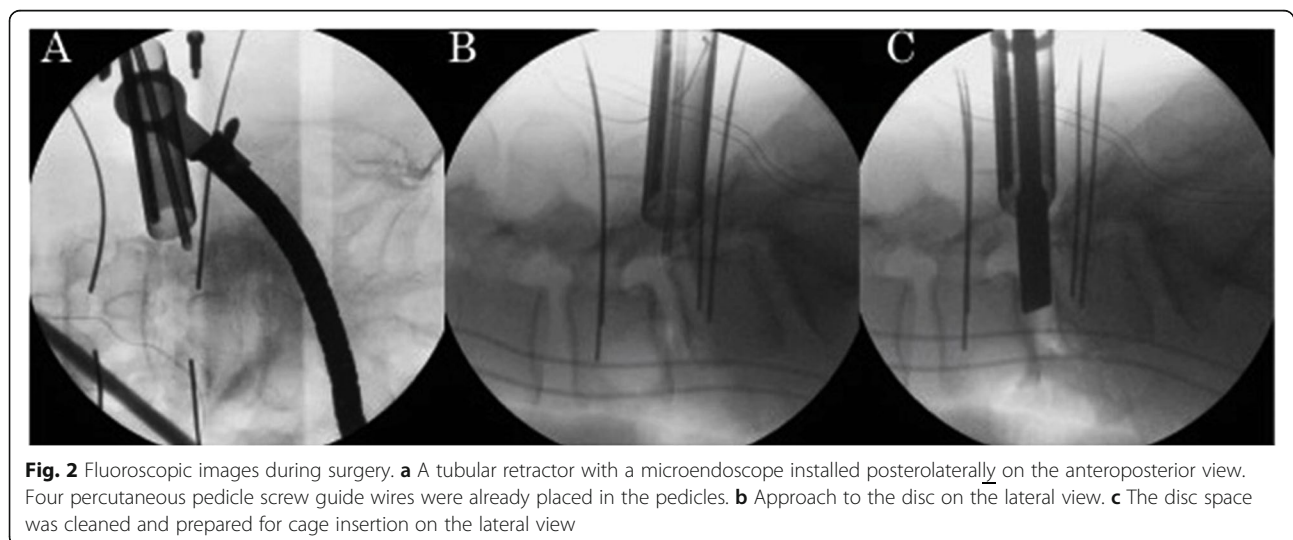 A
B
C
Fig. 2 Fluoroscopic images during surgery. a A tubular retractor with a microendoscope installed posterolaterally on the anteroposterior view.
Four percutaneous pedicle screw guide wires were already placed in the pedicles. b Approach to the disc on the lateral view. c The disc space
was cleaned and prepared for cage insertion on the lateral view